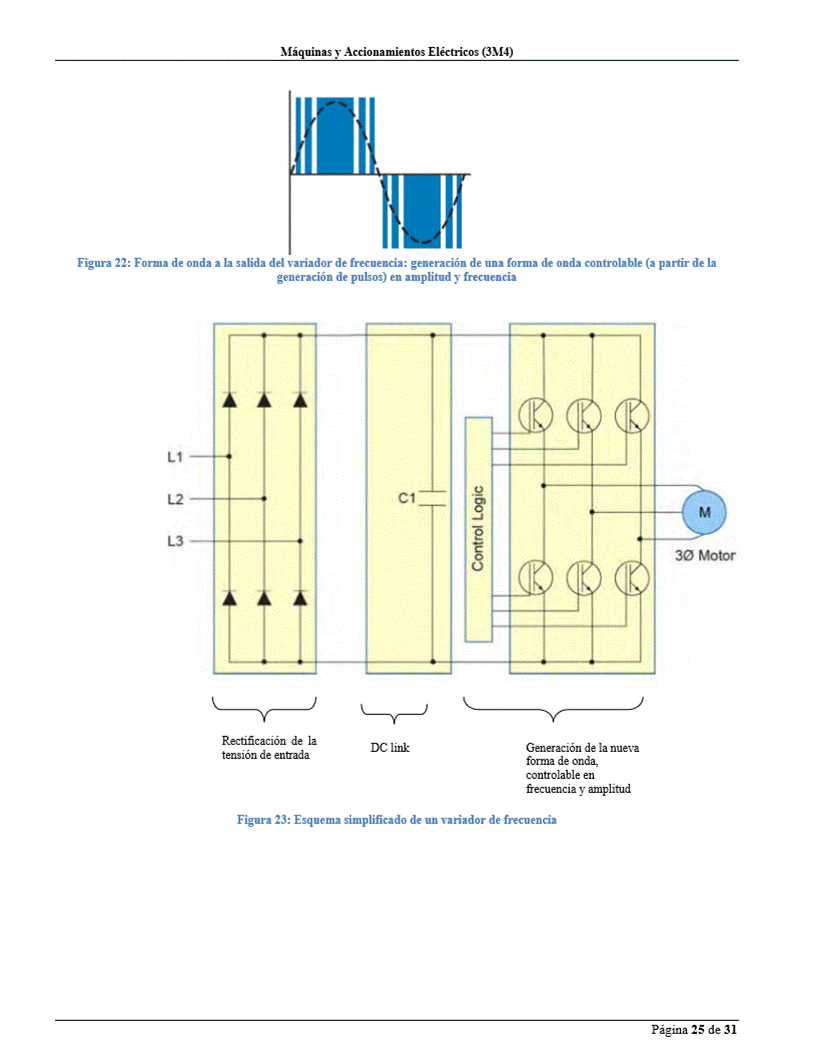 Máquinas y Accionamientos Eléctricos (3M4)
Figura 22: Forma de onda a la salida del variador de frecuencia: generación de una forma de onda controlable (a partir de la
generación de pulsos) en amplitud y frecuencia
L1
L2
L3
C1
Control Logic
M
3Ø Motor
Rectificación de la
tensión de entrada
DC link
Generación de la nueva
forma de onda,
controlable en
frecuencia y amplitud
Figura 23: Esquema simplificado de un variador de frecuencia
Página 25 de 31